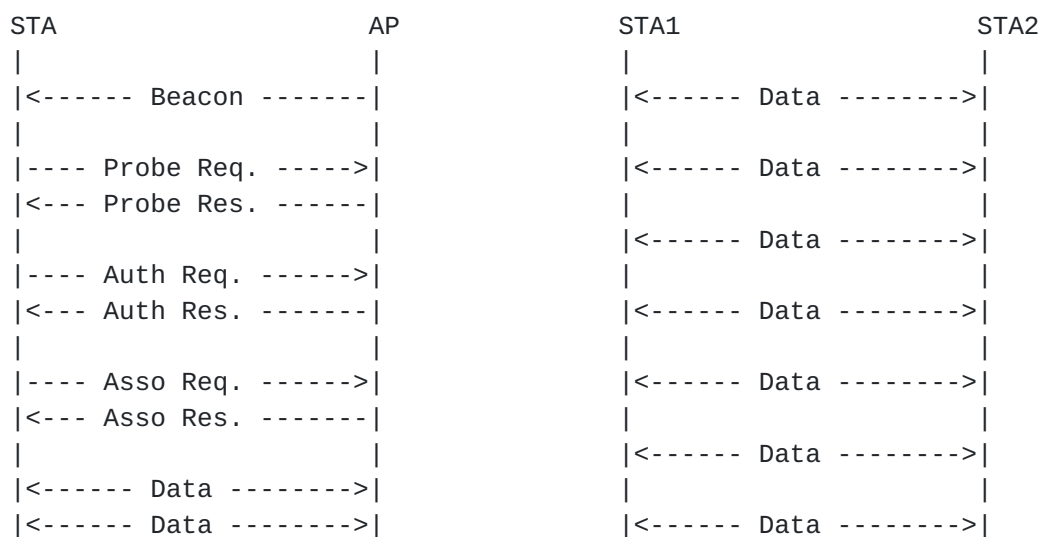 STA                    AP              STA1                   STA2
|                      |               |                      |
|<------ Beacon -------|               |<------ Data -------->|
|                      |               |                      |
|---- Probe Req. ----->|               |<------ Data -------->|
|<--- Probe Res. ------|               |                      |
|                      |               |<------ Data -------->|
|---- Auth Req. ------>|               |                      |
|<--- Auth Res. -------|               |<------ Data -------->|
|                      |               |                      |
|---- Asso Req. ------>|               |<------ Data -------->|
|<--- Asso Res. -------|               |                      |
|                      |               |<------ Data -------->|
|<------ Data -------->|               |                      |
|<------ Data -------->|               |<------ Data -------->|